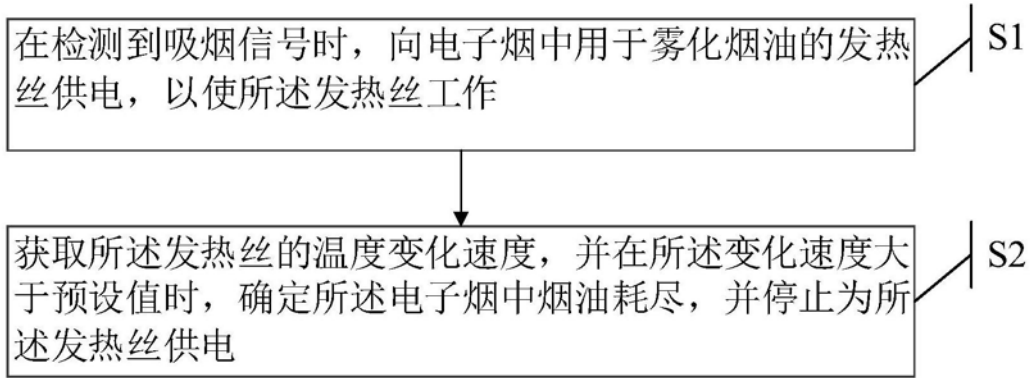 在检测到吸烟信号时，向电子烟中用于雾化烟油的发热
丝供电，以使所述发热丝工作
S1
获取所述发热丝的温度变化速度，并在所述变化速度大
于预设值时，确定所述电子烟中烟油耗尽，并停止为所
述发热丝供电
S2